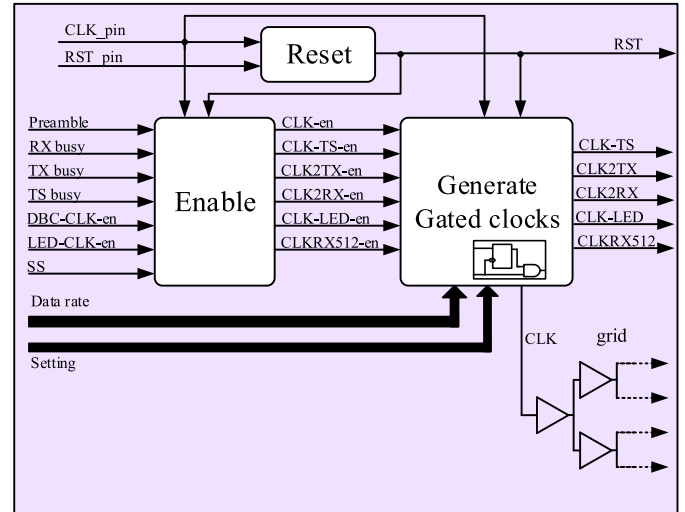 CLK_pin
RST_pin
Reset
RST
Preamble
RX busy
TX busy
TS busy
DBC-CLK-en
LED-CLK-en
SS
Enable
CLK-en
CLK-TS-en
CLK2TX-en
CLK2RX-en
CLK-LED-en
CLKRX512-en
Generate
Gated clocks
CLK-TS
CLK2TX
CLK2RX
CLK-LED
CLKRX512
Data rate
Setting
CLK
grid